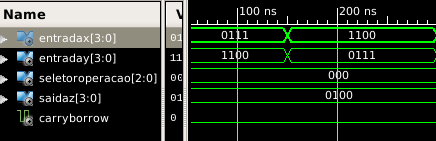 Name V 100 ns 200 ns
entradax[3:0] 01 0111 1100
entraday[3:0] 11 1100 0111
seletoroperacao[2:0] 00 000
saidaz[3:0] 01 0100
carryborrow 0